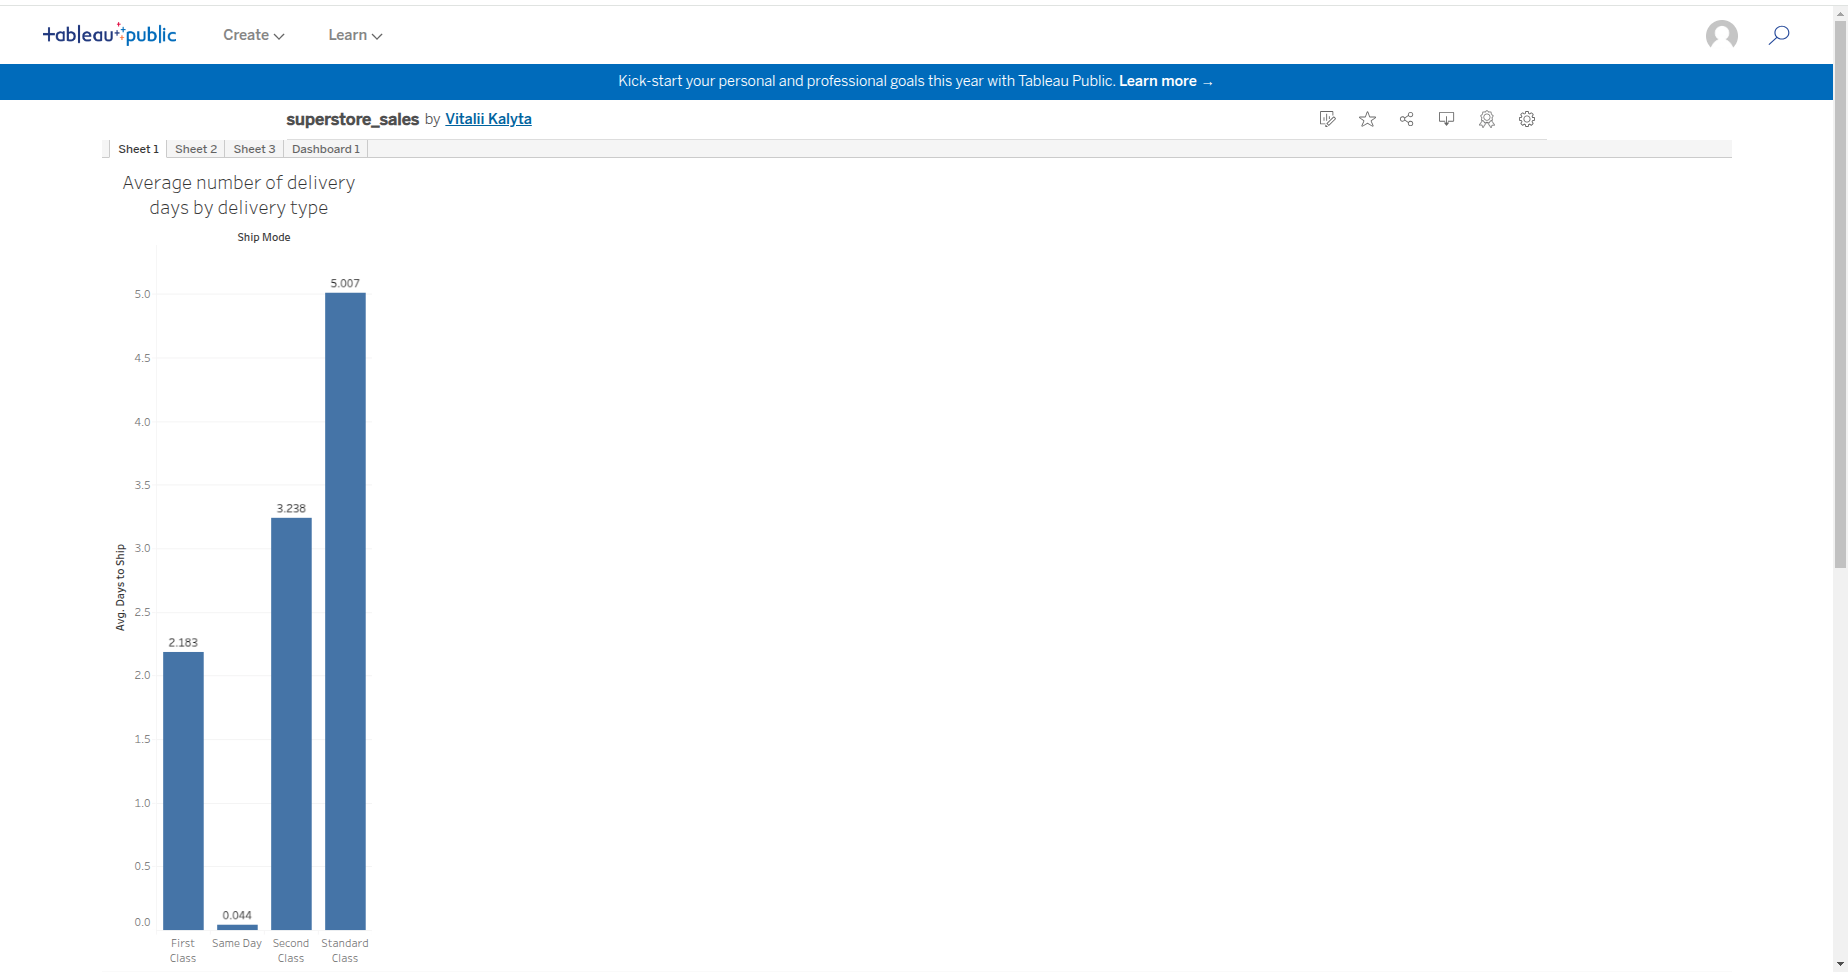 tableau public
Create
Learn
Kick-start your personal and professional goals this year with Tableau Public. Learn more →
superstore_sales by Vitalii Kalyta
Sheet 1 Sheet 2 Sheet 3 Dashboard 1
Average number of delivery
days by delivery type
Ship Mode
Avg. Days to Ship
5.0
4.5
4.0
3.5
3.0
2.5
2.0
1.5
1.0
0.5
0.0
2.183
0.044
3.238
5.007
First
Class
Same Day
Second
Class
Standard
Class